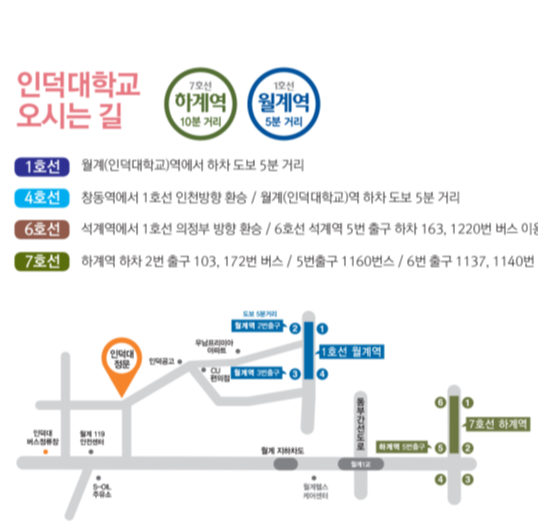 인덕대학교
오시는 길
7호선
하계역
10분 거리
1호선
월계역
5분 거리
1호선 월계(인덕대학교)역에서 하차 도보 5분 거리
4호선 창동역에서 1호선 인천방향 환승 / 월계(인덕대학교)역 하차 도보 5분 거리
6호선 석계역에서 1호선 의정부 방향 환승 / 6호선 석계역 5번 출구 하차 163, 1220번 버스 이용
7호선 하계역 하차 2번 출구 103, 172번 버스 / 5번출구 1160번스 / 6번 출구 1137, 1140번
도보 5분거리
월계역 2번출구 2 1
우남프리미아
아파트
1호선 월계역
인덕대
정문
인덕공고
CU
편의점
월계역 3번출구 3 4
동부간선도로
6 1
7호선 하계역
하계역 5번출구 5 2
인덕대
버스정류장
월계 119
안전센터
월계 지하차도
월계1교
4 3
S-OIL
주유소
월계헬스
케어센터